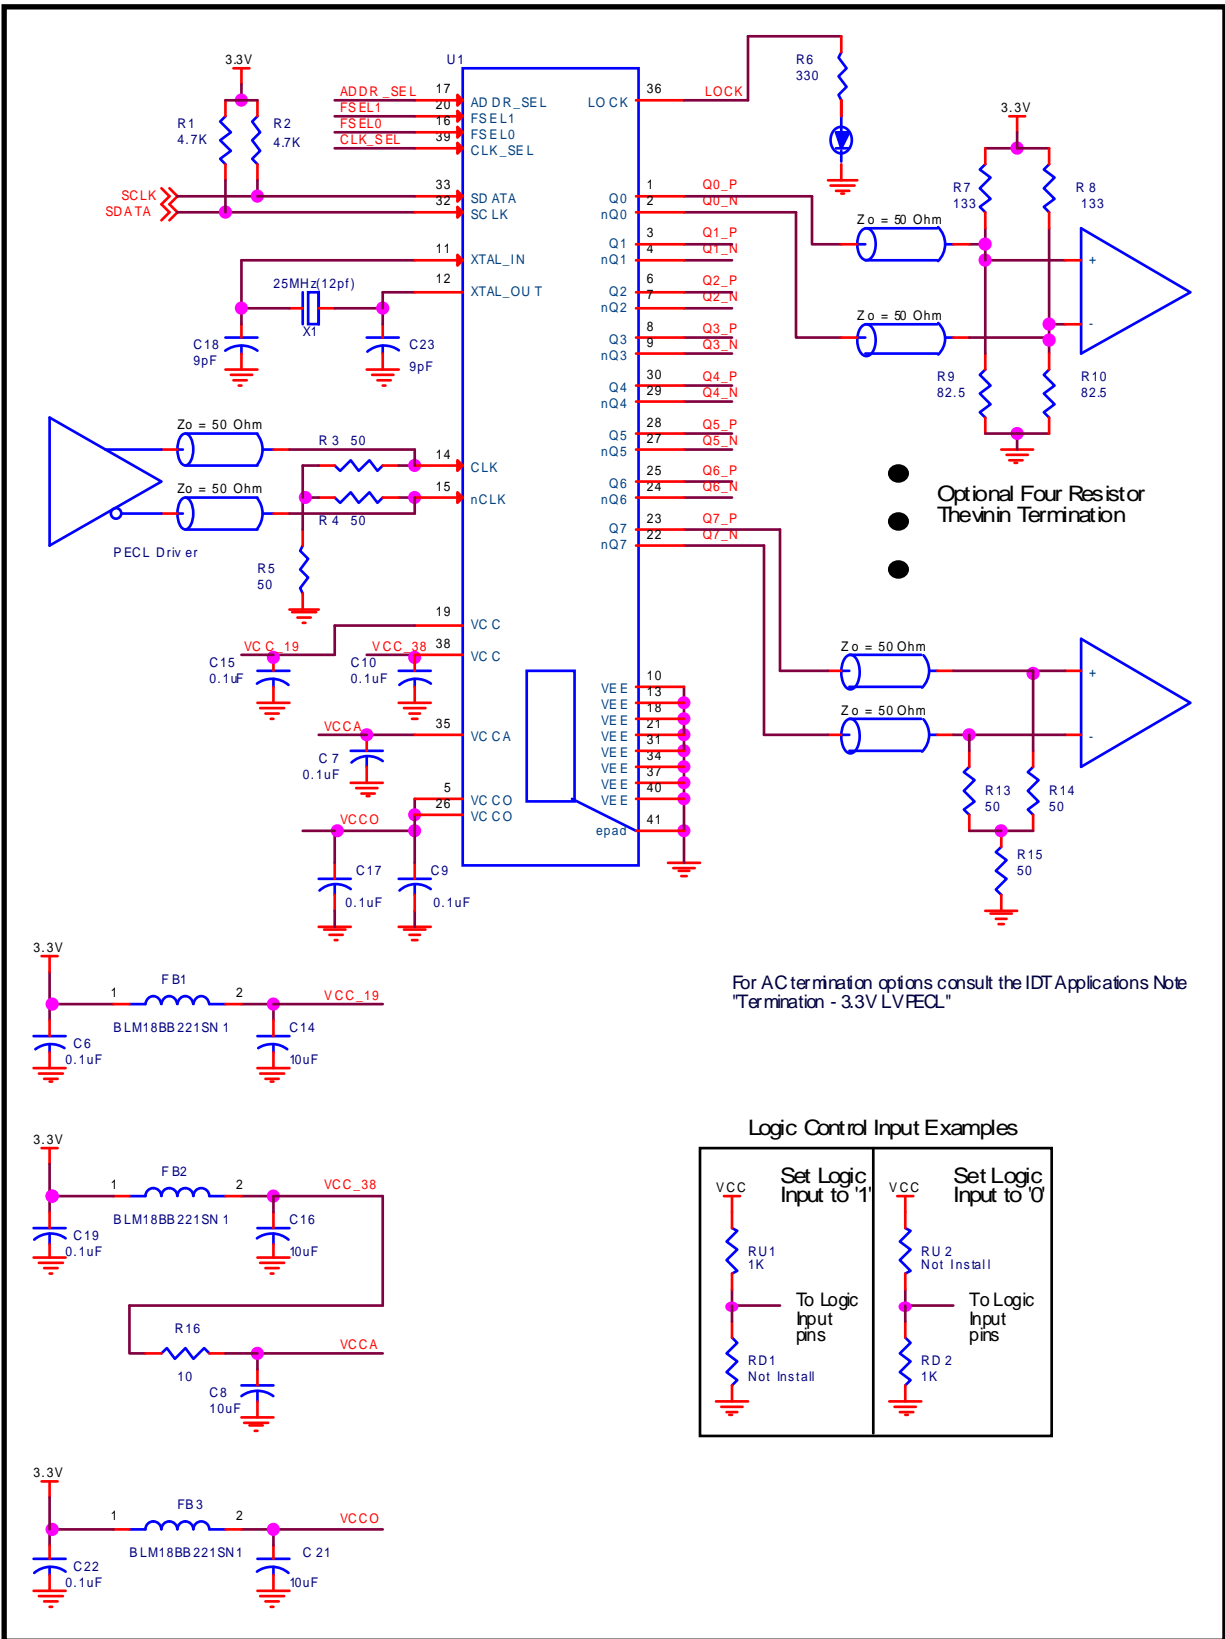 U1
3.3V
R1
4.7K
R2
4.7K
SCLK
SDATA
ADDR_SEL
FSEL1
FSEL0
CLK_SEL
17
20
16
39
ADDR_SEL
FSEL1
FSEL0
CLK_SEL
33
32
SDATA
SCLK
11
12
XTAL_IN
XTAL_OUT
25MHz(12pf)
X1
C18
9pF
C23
9pF
Zo = 50 Ohm
Zo = 50 Ohm
PECL Driver
R3 50
R4 50
R5
50
14
15
CLK
nCLK
19
38
VCC
VCC
VCC_19
VCC_38
C15
0.1uF
C10
0.1uF
VCCA
35
VCCA
C7
0.1uF
5
26
VCCO
VCCO
VCCO
C17
0.1uF
C9
0.1uF
LOCK
36
LOCK
R6
330
Q0
nQ0
1
2
Q0_P
Q0_N
Q1
nQ1
3
4
Q1_P
Q1_N
Q2
nQ2
6
7
Q2_P
Q2_N
Q3
nQ3
8
9
Q3_P
Q3_N
Q4
nQ4
30
29
Q4_P
Q4_N
Q5
nQ5
28
27
Q5_P
Q5_N
Q6
nQ6
25
24
Q6_P
Q6_N
Q7
nQ7
23
22
Q7_P
Q7_N
VEE
VEE
VEE
VEE
VEE
VEE
VEE
VEE
epad
10
13
18
21
31
34
37
40
41
3.3V
R7
133
R8
133
Zo = 50 Ohm
Zo = 50 Ohm
+
-
R9
82.5
R10
82.5
Optional Four Resistor
Thevinin Termination
Zo = 50 Ohm
Zo = 50 Ohm
+
-
R13
50
R14
50
R15
50
For AC termination options consult the IDT Applications Note
"Termination - 3.3V LVPECL"
3.3V
1
FB1
2
VCC_19
BLM18BB221SN1
C6
0.1uF
C14
10uF
3.3V
1
FB2
2
VCC_38
BLM18BB221SN1
C19
0.1uF
C16
10uF
R16
10
VCCA
C8
10uF
3.3V
1
FB3
2
VCCO
BLM18BB221SN1
C22
0.1uF
C21
10uF
Logic Control Input Examples
Set Logic
Input to '1'
VCC
RU1
1K
To Logic
Input
pins
RD1
Not Install
Set Logic
Input to '0'
VCC
RU2
Not Install
To Logic
Input
pins
RD2
1K